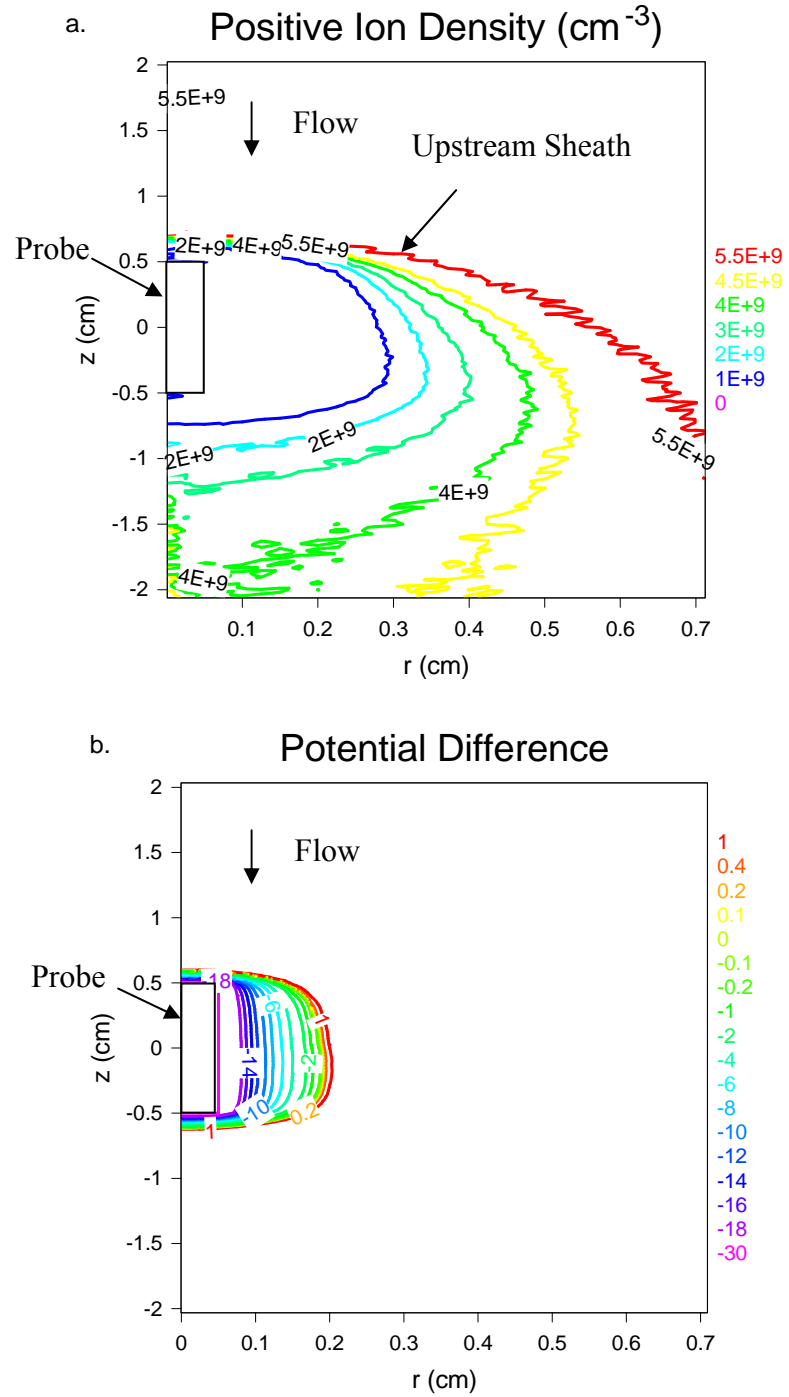 a.
Positive Ion Density (cm-3)
2
1.5
1
0.5
0
-0.5
-1
-1.5
-2
z (cm)
5.5E+9
Flow
Upstream Sheath
Probe
2E+9
4E+9
5.5E+9
2E+9
2E+9
4E+9
4E+9
5.5E+9
5.5E+9
4.5E+9
4E+9
3E+9
2E+9
1E+9
0
0.1
0.2
0.3
0.4
0.5
0.6
0.7
r (cm)
b.
Potential Difference
2
1.5
1
0.5
0
-0.5
-1
-1.5
-2
z (cm)
Flow
Probe
-18
-6
1
-14
-2
-10
0.2
1
1
0.4
0.2
0.1
0
-0.1
-0.2
-1
-2
-4
-6
-8
-10
-12
-14
-16
-18
-30
0
0.1
0.2
0.3
0.4
0.5
0.6
0.7
r (cm)